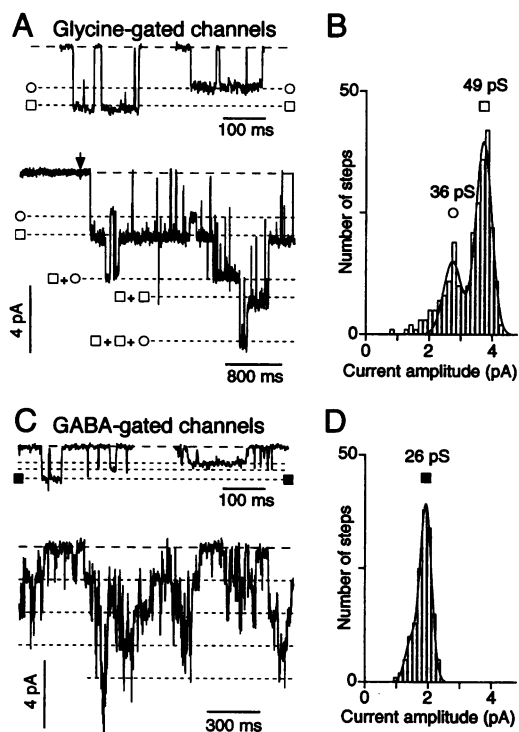 A
Glycine-gated channels
100 ms
4 pA
□+○
□+□
□+□+○
800 ms
B
49 pS
36 pS
50
Number of steps
0
0 2 4
Current amplitude (pA)
C
GABA-gated channels
100 ms
4 pA
300 ms
D
26 pS
50
Number of steps
0
0 2 4
Current amplitude (pA)